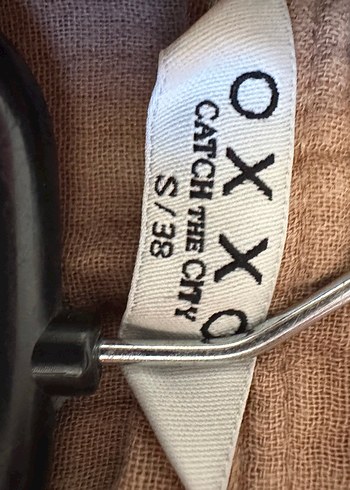 OXXO
CATCH THE CITY
S/38